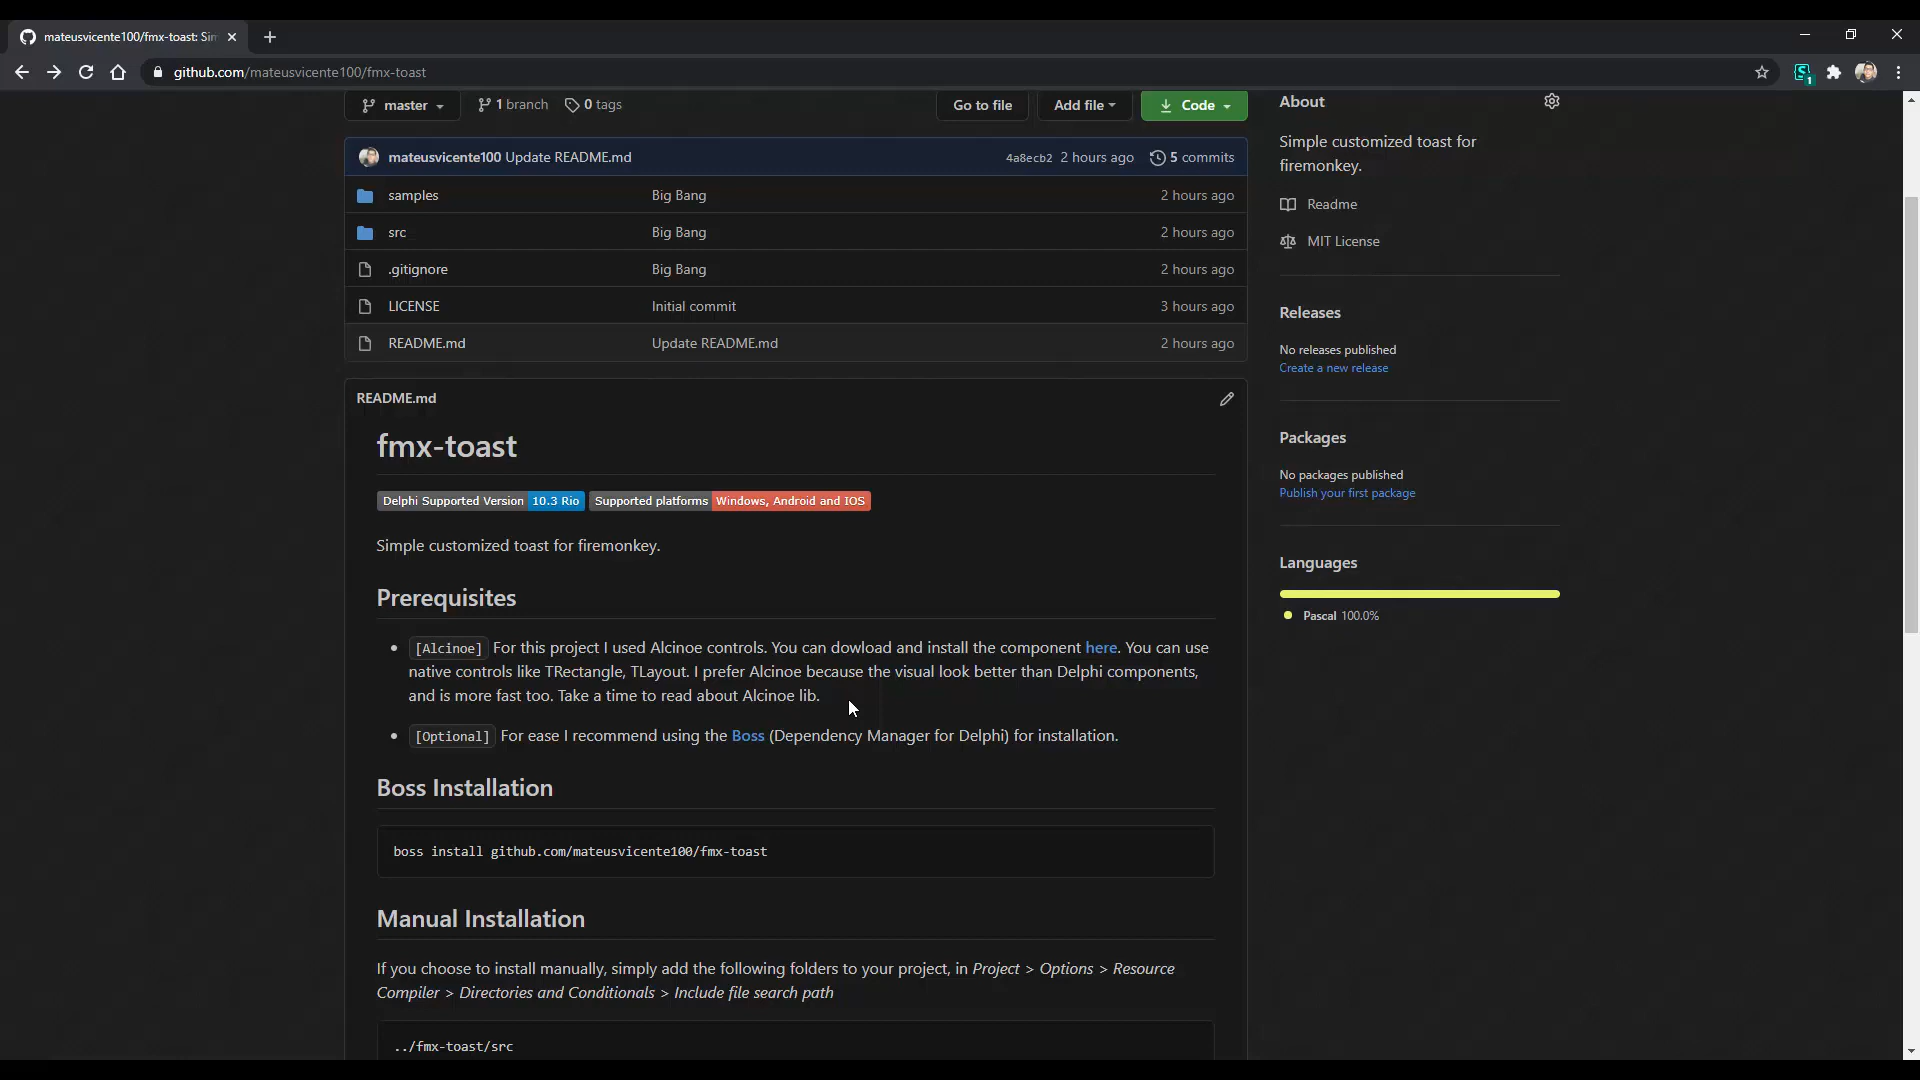 mateusvicente100/fmx-toast: Sim
github.com/mateusvicente100/fmx-toast
1
master
1 branch
0 tags
Go to file
Add file
Code
mateusvicente100 Update README.md
4a8ecb2 2 hours ago
5 commits
samples Big Bang 2 hours ago
src Big Bang 2 hours ago
.gitignore Big Bang 2 hours ago
LICENSE Initial commit 3 hours ago
README.md Update README.md 2 hours ago
README.md
fmx-toast
Delphi Supported Version 10.3 Rio Supported platforms Windows, Android and IOS
Simple customized toast for firemonkey.
Prerequisites
[Alcinoe] For this project I used Alcinoe controls. You can dowload and install the component here. You can use
native controls like TRectangle, TLayout. I prefer Alcinoe because the visual look better than Delphi components,
and is more fast too. Take a time to read about Alcinoe lib.
[Optional] For ease I recommend using the Boss (Dependency Manager for Delphi) for installation.
Boss Installation
boss install github.com/mateusvicente100/fmx-toast
Manual Installation
If you choose to install manually, simply add the following folders to your project, in Project > Options > Resource
Compiler > Directories and Conditionals > Include file search path
../fmx-toast/src
About
Simple customized toast for
firemonkey.
Readme
MIT License
Releases
No releases published
Create a new release
Packages
No packages published
Publish your first package
Languages
Pascal 100.0%